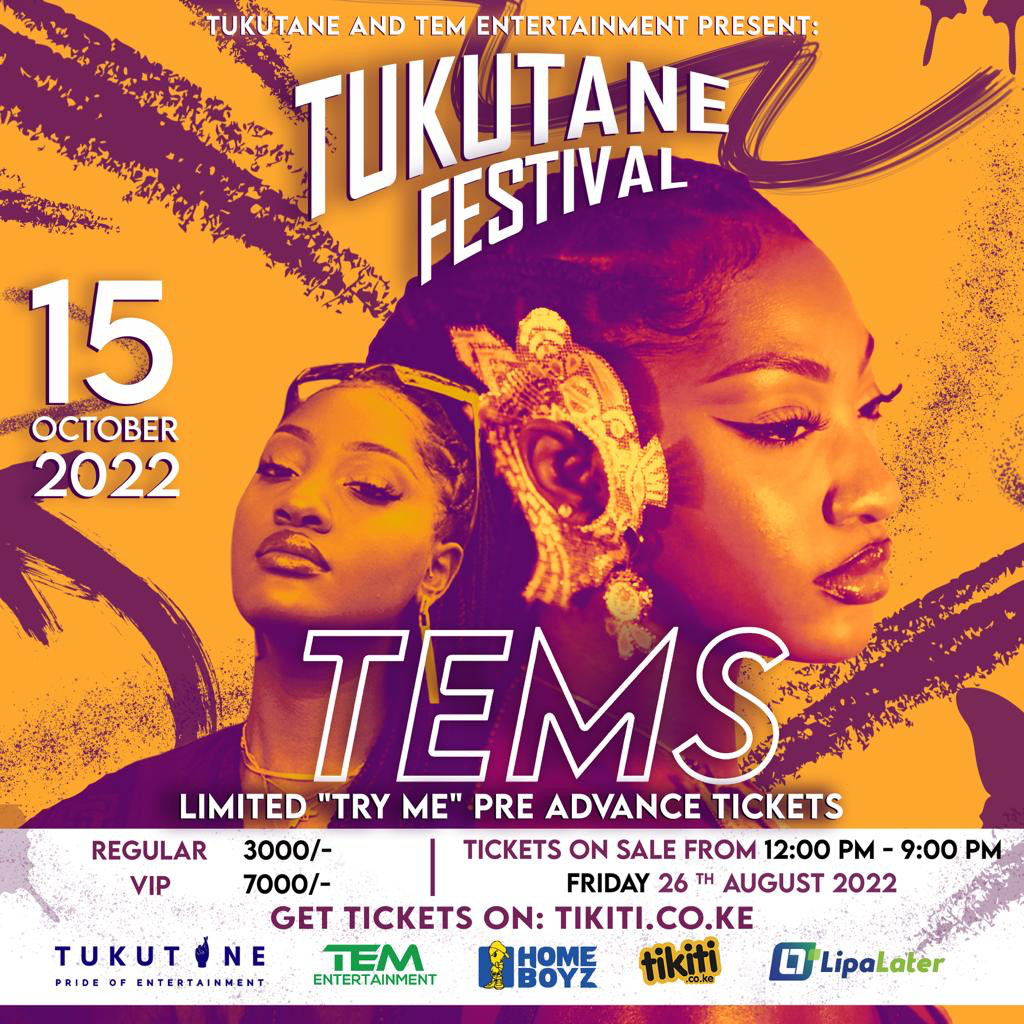 TUKUTANE AND TEM ENTERTAINMENT PRESENT:
TUKUTANE
FESTIVAL
15
OCTOBER
2022
TEMS
LIMITED "TRY ME" PRE ADVANCE TICKETS
REGULAR 3000/-
VIP 7000/-
TICKETS ON SALE FROM 12:00 PM - 9:00 PM
FRIDAY 26 TH AUGUST 2022
GET TICKETS ON: TIKITI.CO.KE
TUKUTANE
PRIDE OF ENTERTAINMENT
TEM
ENTERTAINMENT
HOME
BOYZ
tikiti
.co.ke
LipaLater